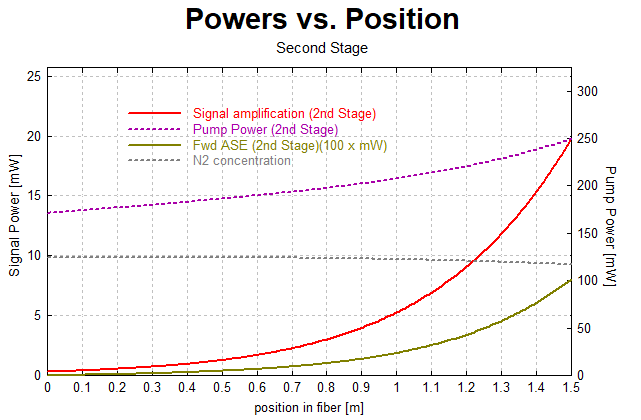 Powers vs. Position
Second Stage
Signal Power [mW]
25
20
15
10
5
0
Signal amplification (2nd Stage)
Pump Power (2nd Stage)
Fwd ASE (2nd Stage)(100 x mW)
N2 concentration:
300
250
200
150
100
50
0
Pump Power [mW]
0 0.1 0.2 0.3 0.4 0.5 0.6 0.7 0.8 0.9 1 1.1 1.2 1.3 1.4 1.5
position in fiber [m]